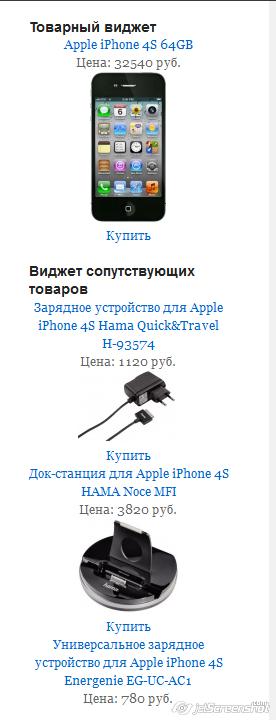 Товарный виджет
Apple iPhone 4S 64GB
Цена: 32540 руб.
Купить
Виджет сопутствующих
товаров
Зарядное устройство для Apple
iPhone 4S Hama Quick&Travel
H-93574
Цена: 1120 руб.
Купить
Док-станция для Apple iPhone 4S
HAMA Noce MFI
Цена: 3820 руб.
hama
Купить
Универсальное зарядное
устройство для Apple iPhone 4S
Energenie EG-UC-AC1
Цена: 780 руб.
jetScreenshot